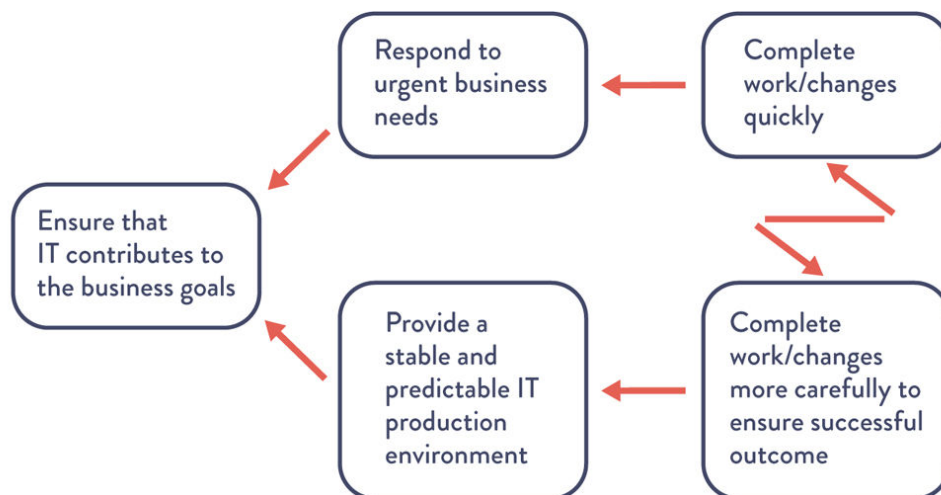 Respond to
urgent business
needs
Complete
work/changes
quickly
Ensure that
IT contributes to
the business goals
Provide a
stable and
predictable IT
production
environment
Complete
work/changes
more carefully to
ensure successful
outcome